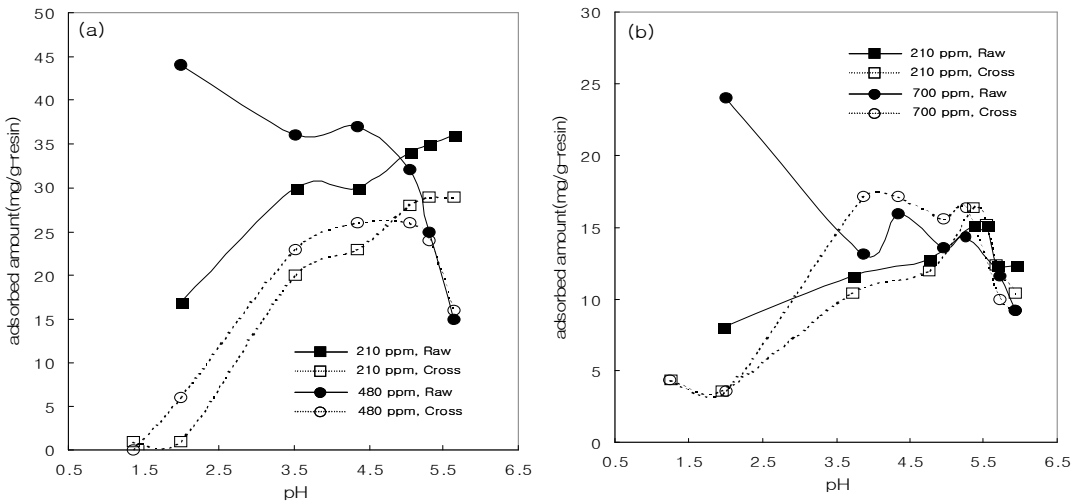 (a)
adsorbed amount(mg/g-resin)
50
45
40
35
30
25
20
15
10
5
0
210 ppm, Raw
210 ppm, Cross
480 ppm, Raw
480 ppm, Cross
0.5 1.5 2.5 3.5 4.5 5.5 6.5
pH
(b)
adsorbed amount(mg/g-resin)
30
25
20
15
10
5
0
210 ppm, Raw
210 ppm, Cross
700 ppm, Raw
700 ppm, Cross
0.5 1.5 2.5 3.5 4.5 5.5 6.5
pH